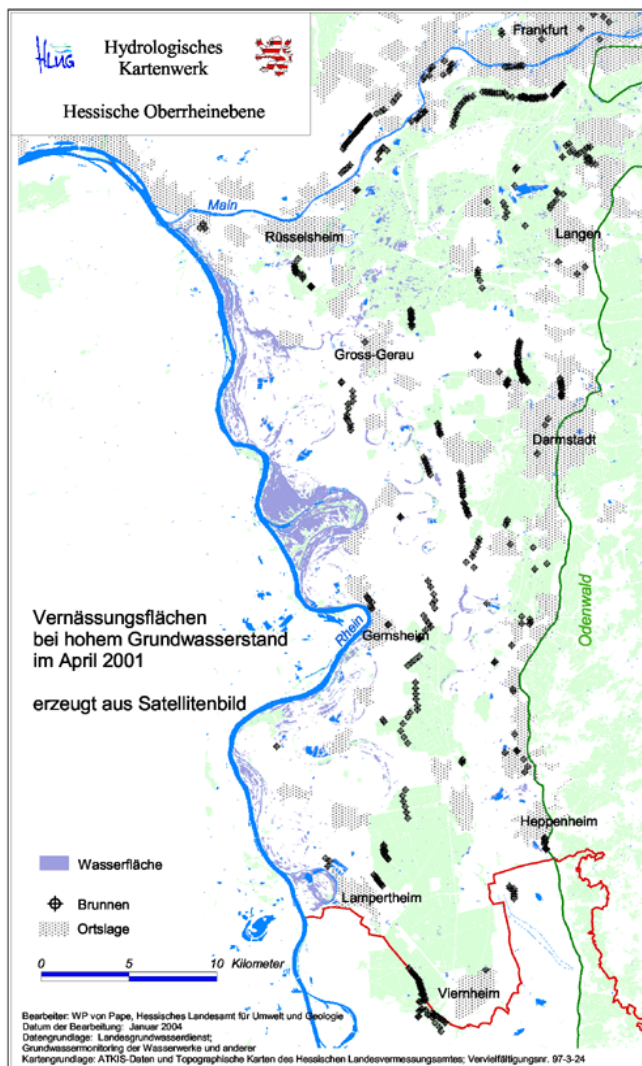 HLUG
Hydrologisches
Kartenwerk
Hessische Oberrheinebene
Frankfurt
Main
Rüsselsheim
Langen
Gross-Gerau
Darmstadt
Vernässungsflächen
bei hohem Grundwasserstand
im April 2001
erzeugt aus Satellitenbild
Rhein
Gernsheim
Odenwald
Heppenheim
Lampertheim
Viernheim
Wasserfläche
Brunnen
Ortslage
0 5 10 Kilometer
Bearbeiter: WP von Pape, Hessisches Landesamt für Umwelt und Geologie
Datum der Bearbeitung: Januar 2004
Datengrundlage: Landesgrundwasserdienst;
Grundwassermonitoring der Wasserwerke und anderer
Kartengrundlage: ATKIS-Daten und Topographische Karten des Hessischen Landesvermessungsamtes; Vervielfältigungsnr. 97-3-24